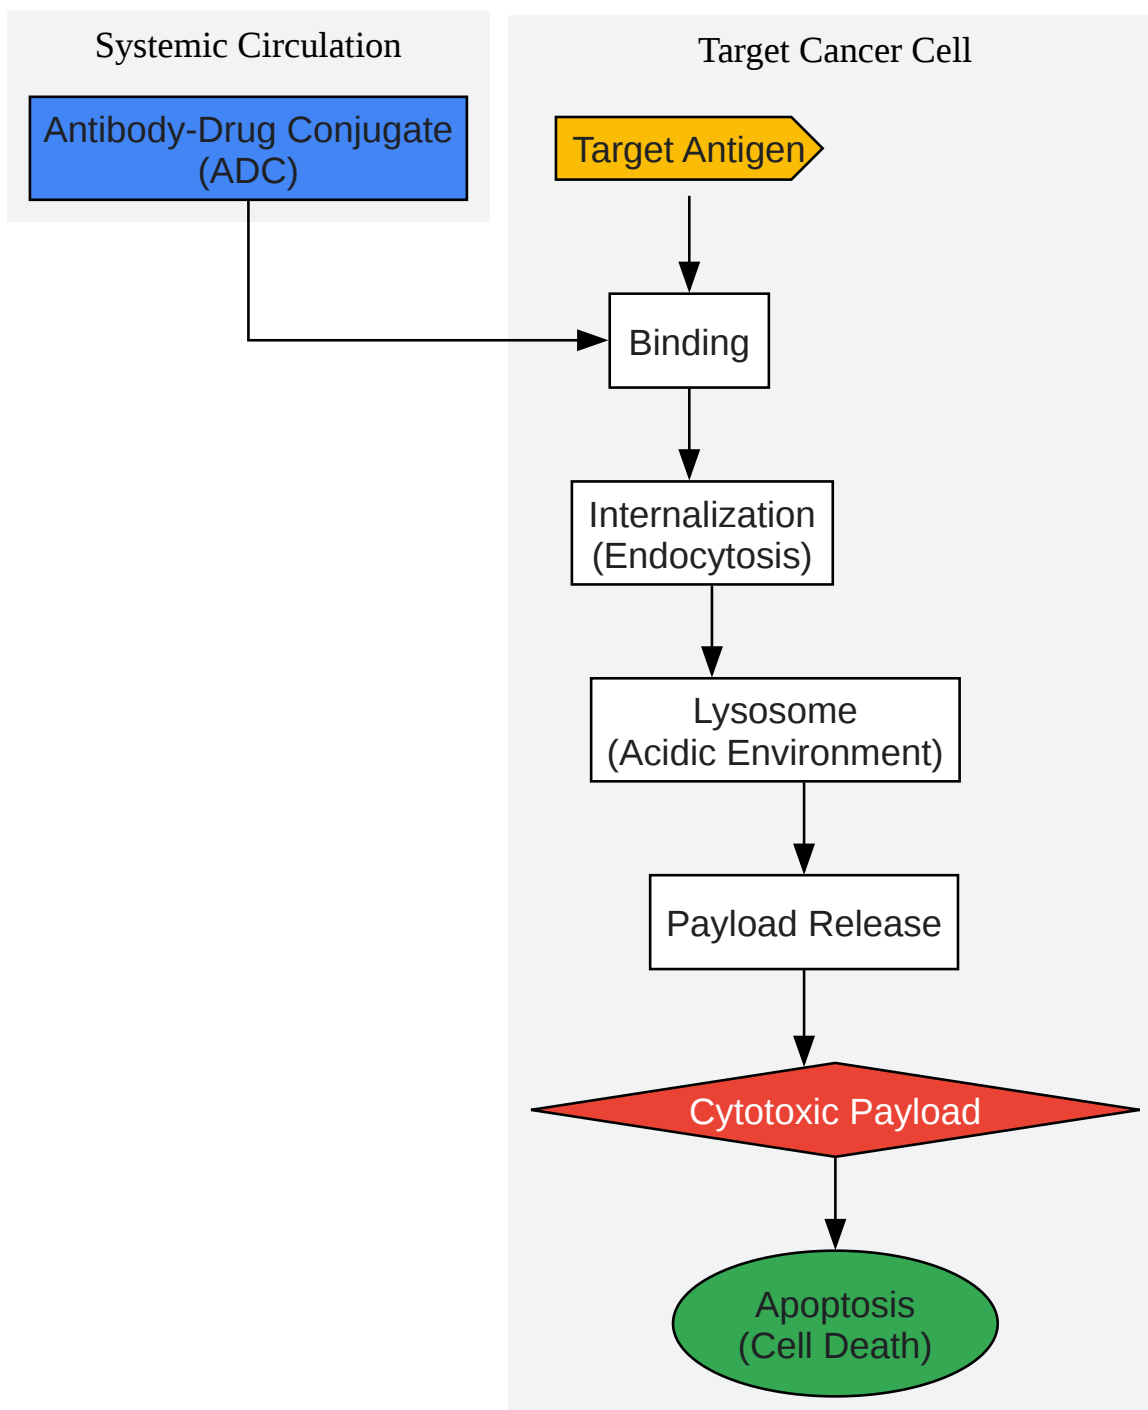 Systemic Circulation
Antibody-Drug Conjugate
(ADC)
Target Cancer Cell
Target Antigen
Binding
Internalization
(Endocytosis)
Lysosome
(Acidic Environment)
Payload Release
Cytotoxic Payload
Apoptosis
(Cell Death)